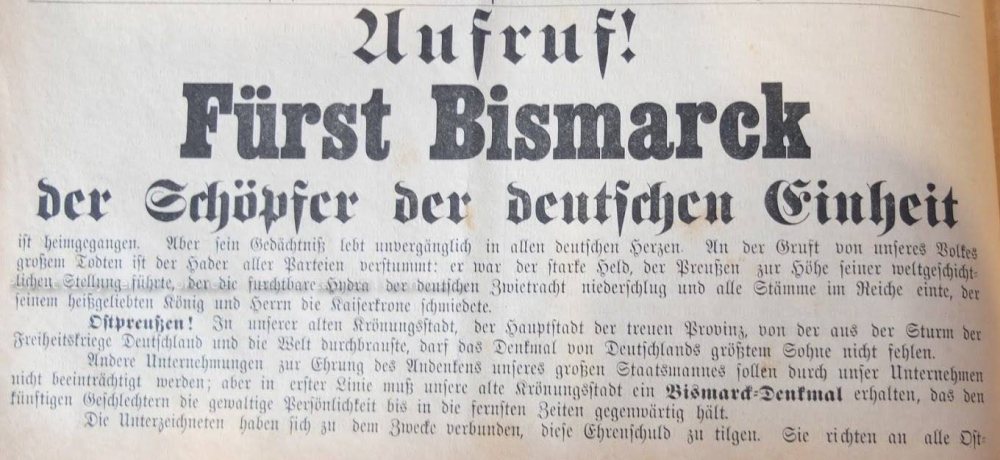 Aufruf!
Fürst Bismarck
der Schöpfer der deutschen Einheit
ist heimgegangen. Aber sein Gedächtniß lebt unvergänglich in allen deutschen Herzen. An der Gruft von unseres Volkes
großem Todten ist der Hader aller Parteien verstummt: er war der starke Held, der Preußen zur Höhe seiner weltgeschicht-
lichen Stellung führte, der die furchtbare Hydra der deutschen Zwietracht niederschlug und alle Stämme im Reiche einte, der
seinem heißgeliebten König und Herrn die Kaiserkrone schmiedete.
Ostpreußen! In unserer alten Krönungsstadt, der Hauptstadt der treuen Provinz, von der aus der Sturm der
Freiheitskriege Deutschland und die Welt durchbrauste, darf das Denkmal von Deutschlands größtem Sohne nicht fehlen.
Andere Unternehmungen zur Ehrung des Andenkens unseres großen Staatsmannes sollen durch unser Unternehmen
nicht beeinträchtigt werden; aber in erster Linie muß unsere alte Krönungsstadt ein Bismarck-Denkmal erhalten, das den
künftigen Geschlechtern die gewaltige Persönlichkeit bis in die fernsten Zeiten gegenwärtig hält.
Die Unterzeichneten haben sich zu dem Zwecke verbunden, diese Ehrenschuld zu tilgen. Sie richten an alle Ost-